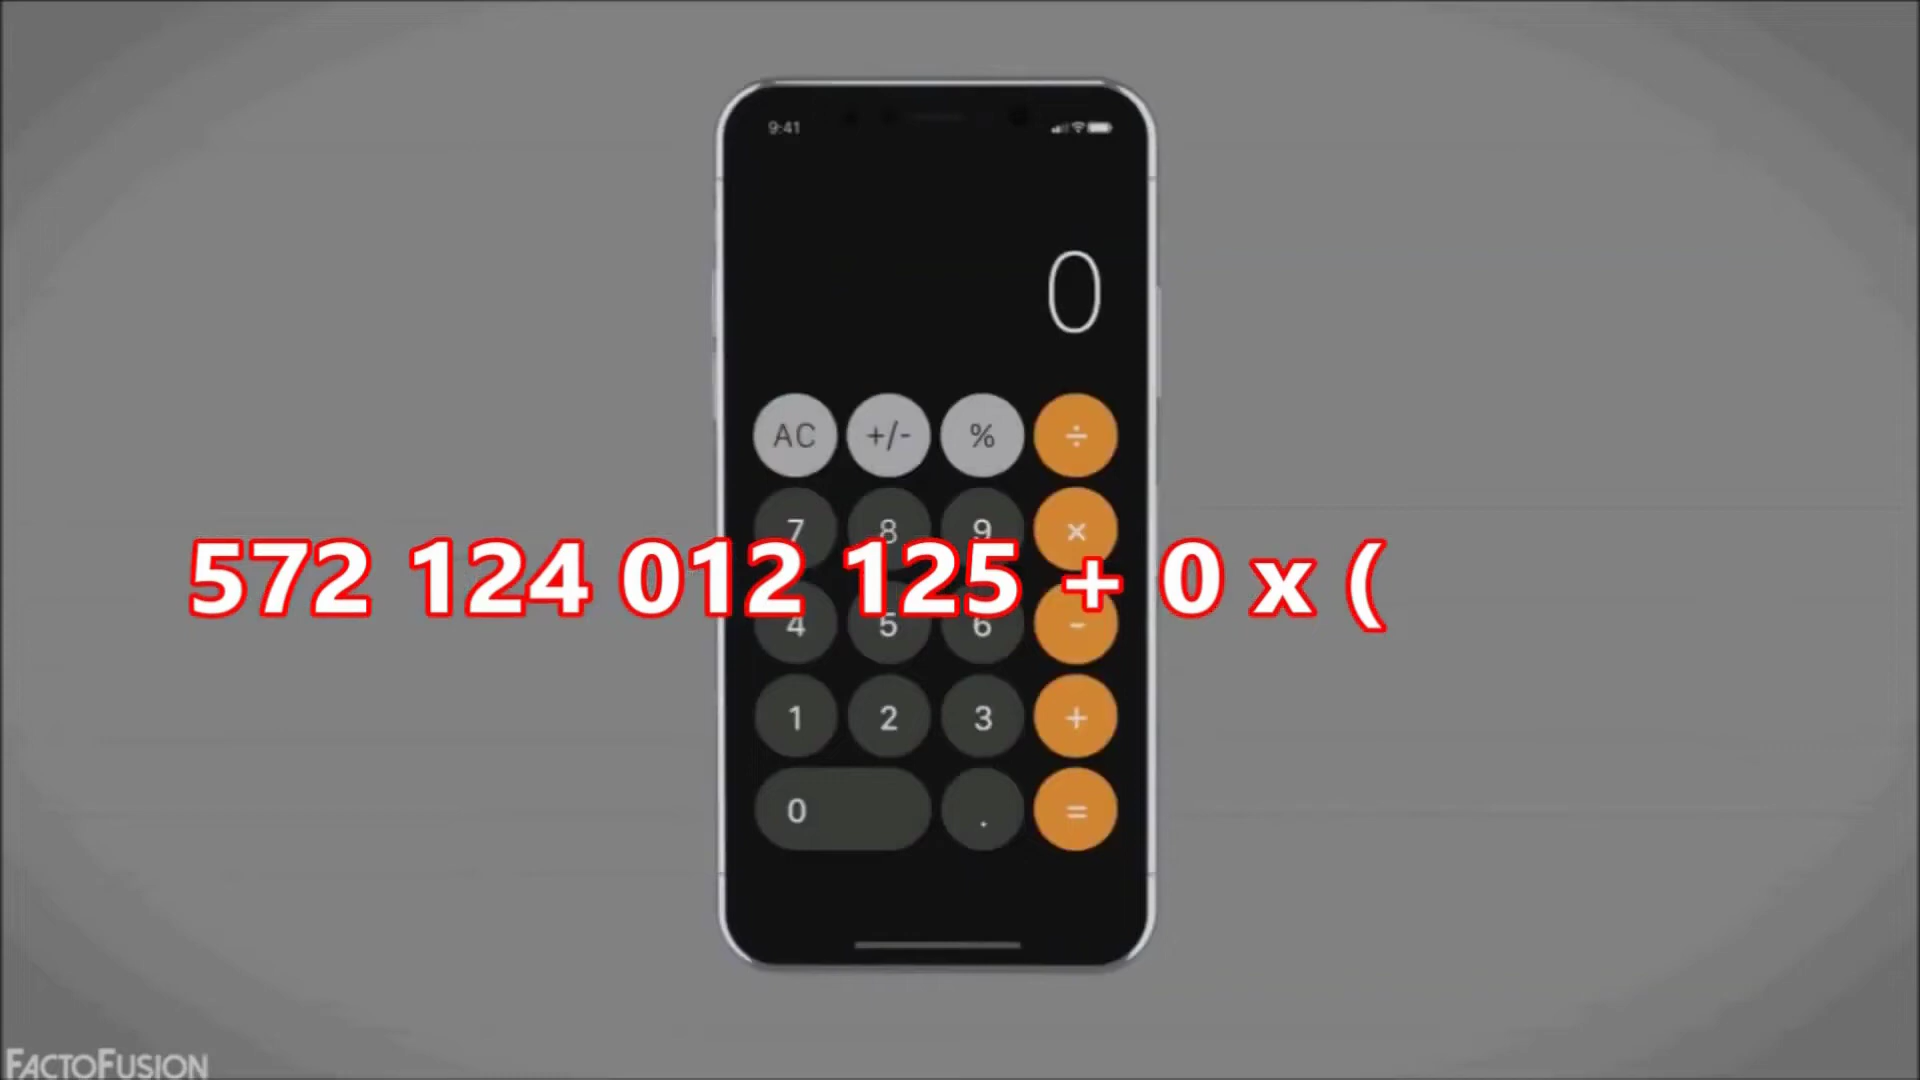 9:41
0
AC +/- % ÷
7 8 9 ×
572 124 012 125 + 0 x (
4 5 6 -
1 2 3 +
0 . =
FACTOFUSION